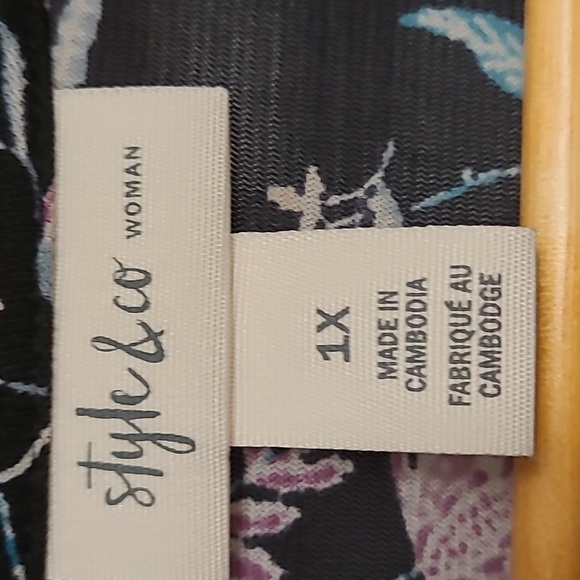 style & co WOMAN
1X
MADE IN
CAMBODIA
FABRIQUÉ AU
CAMBODGE